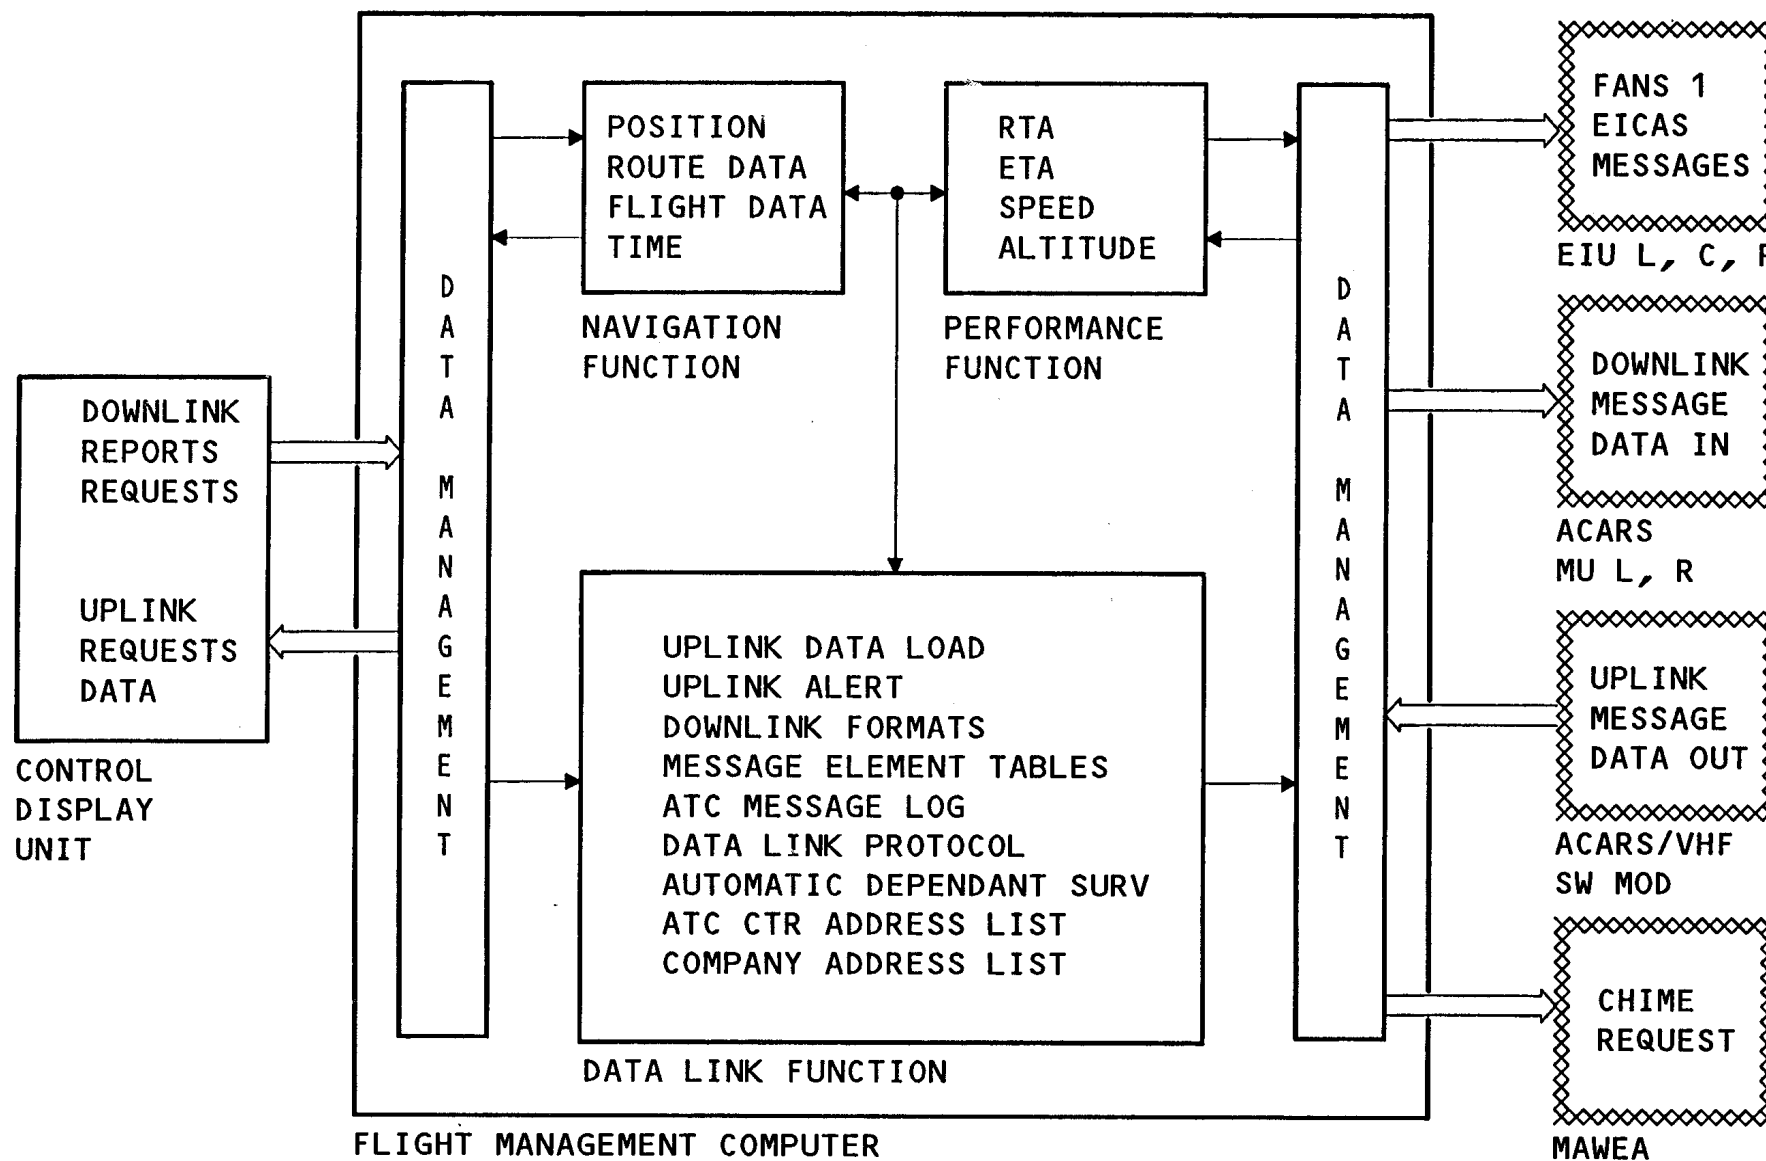 DOWNLINK
REPORTS
REQUESTS
UPLINK
REQUESTS
DATA
CONTROL
DISPLAY
UNIT
DATA MANAGEMENT
POSITION
ROUTE DATA
FLIGHT DATA
TIME
NAVIGATION
FUNCTION
RTA
ETA
SPEED
ALTITUDE
PERFORMANCE
FUNCTION
UPLINK DATA LOAD
UPLINK ALERT
DOWNLINK FORMATS
MESSAGE ELEMENT TABLES
ATC MESSAGE LOG
DATA LINK PROTOCOL
AUTOMATIC DEPENDANT SURV
ATC CTR ADDRESS LIST
COMPANY ADDRESS LIST
DATA LINK FUNCTION
DATA MANAGEMENT
FLIGHT MANAGEMENT COMPUTER
FANS 1
EICAS
MESSAGES
EIU L, C,
DOWNLINK
MESSAGE
DATA IN
ACARS
MU L, R
UPLINK
MESSAGE
DATA OUT
ACARS/VHF
SW MOD
CHIME
REQUEST
MAWEA